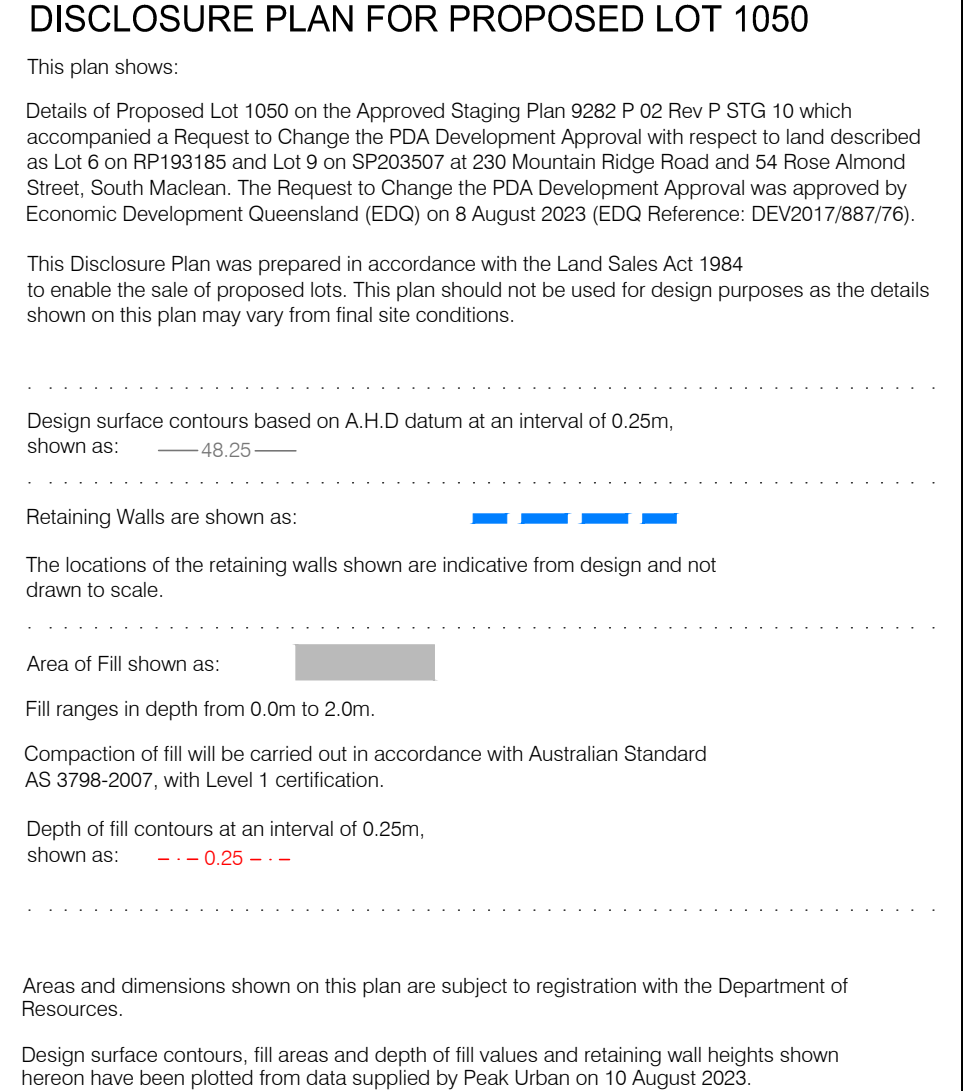 DISCLOSURE PLAN FOR PROPOSED LOT 1050
This plan shows:
Details of Proposed Lot 1050 on the Approved Staging Plan 9282 P 02 Rev P STG 10 which
accompanied a Request to Change the PDA Development Approval with respect to land described
as Lot 6 on RP193185 and Lot 9 on SP203507 at 230 Mountain Ridge Road and 54 Rose Almond
Street, South Maclean. The Request to Change the PDA Development Approval was approved by
Economic Development Queensland (EDQ) on 8 August 2023 (EDQ Reference: DEV2017/887/76).
This Disclosure Plan was prepared in accordance with the Land Sales Act 1984
to enable the sale of proposed lots. This plan should not be used for design purposes as the details
shown on this plan may vary from final site conditions.
Design surface contours based on A.H.D datum at an interval of 0.25m,
shown as: 48.25
Retaining Walls are shown as:
The locations of the retaining walls shown are indicative from design and not
drawn to scale.
Area of Fill shown as:
Fill ranges in depth from 0.0m to 2.0m.
Compaction of fill will be carried out in accordance with Australian Standard
AS 3798-2007, with Level 1 certification.
Depth of fill contours at an interval of 0.25m,
shown as: 0.25
Areas and dimensions shown on this plan are subject to registration with the Department of
Resources.
Design surface contours, fill areas and depth of fill values and retaining wall heights shown
hereon have been plotted from data supplied by Peak Urban on 10 August 2023.